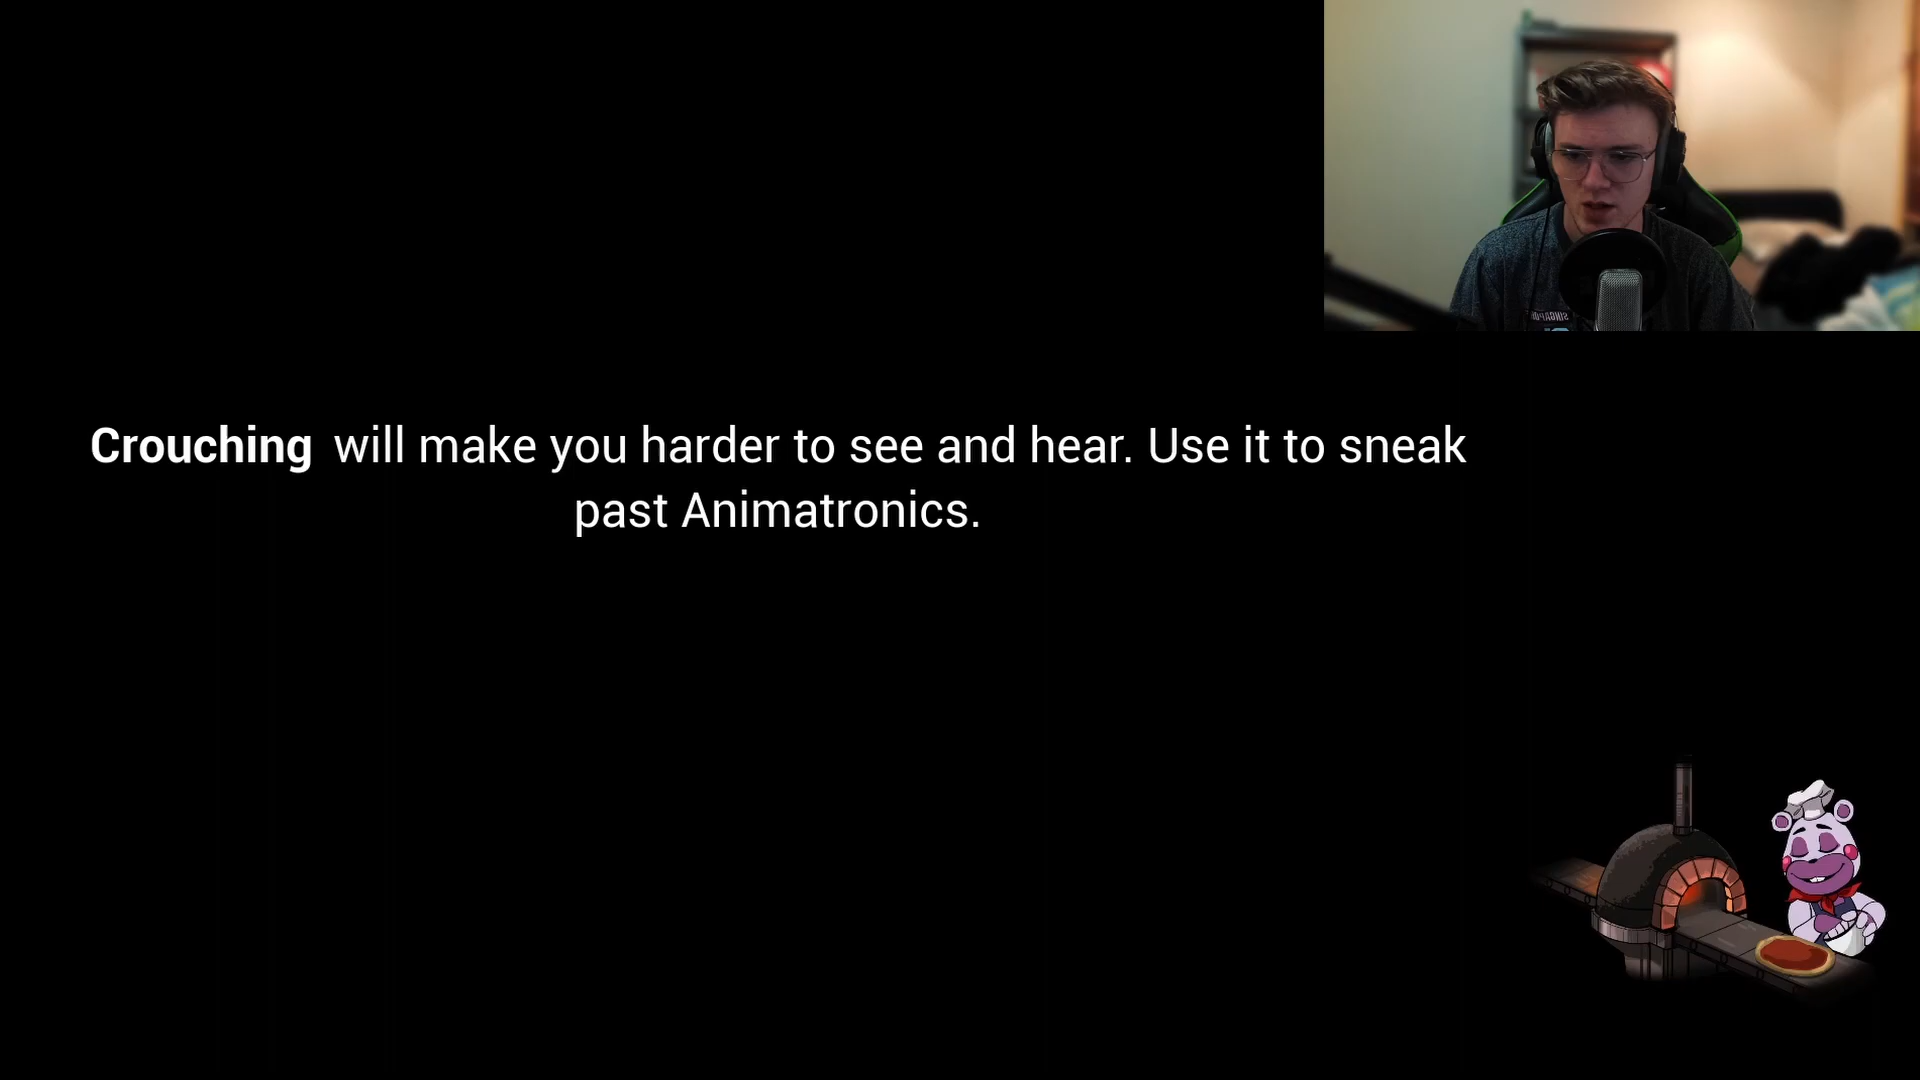 Crouching will make you harder to see and hear. Use it to sneak
past Animatronics.